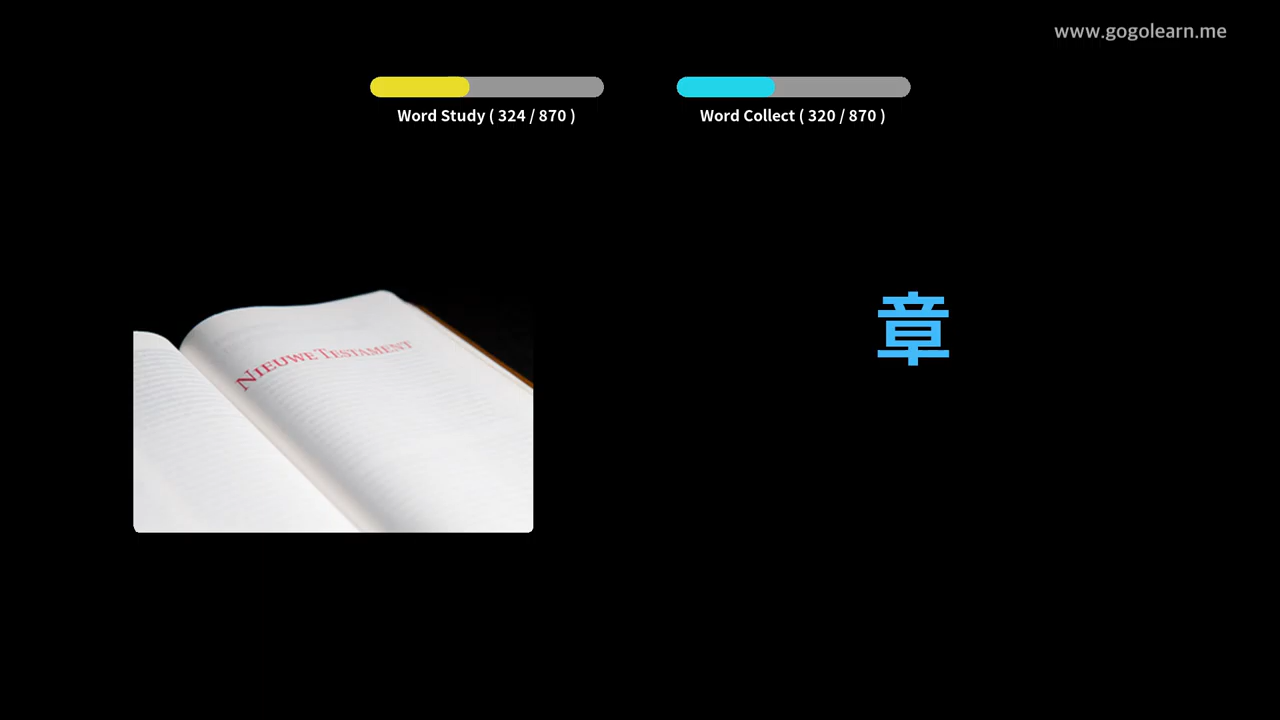 www.gogolearn.me
Word Study ( 324 / 870 )
Word Collect ( 320 / 870 )
NIEUWE TESTAMENT
章